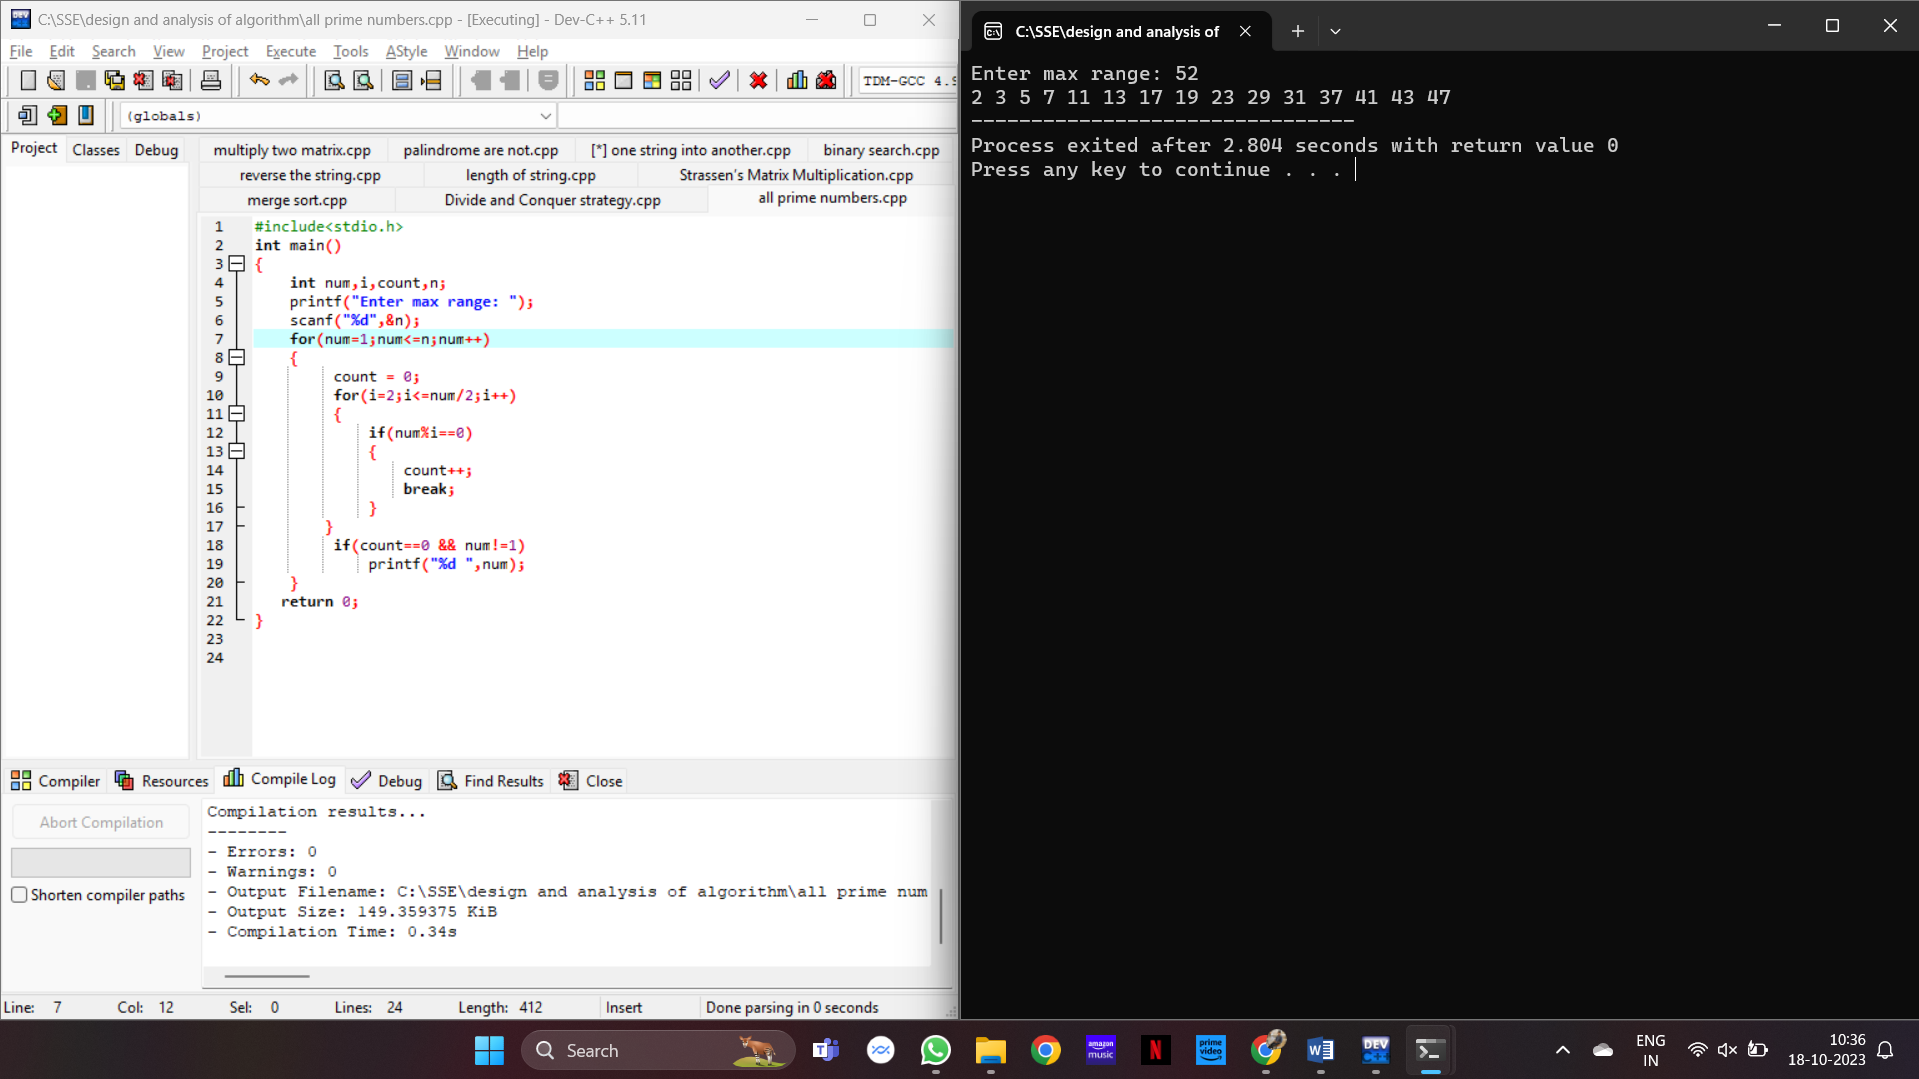 C:\SSE\design and analysis of algorithm\all prime numbers.cpp - [Executing] - Dev-C++ 5.11
File Edit Search View Project Execute Tools AStyle Window Help
TDM-GCC 4.9
(globals)
Project Classes Debug
multiply two matrix.cpp palindrome are not.cpp [*] one string into another.cpp binary search.cpp
reverse the string.cpp length of string.cpp Strassen's Matrix Multiplication.cpp
merge sort.cpp Divide and Conquer strategy.cpp all prime numbers.cpp
1 #include<stdio.h>
2 int main()
3 {
4 int num,i,count,n;
5 printf("Enter max range: ");
6 scanf("%d",&n);
7 for(num=1;num<=n;num++)
8 {
9 count = 0;
10 for(i=2;i<=num/2;i++)
11 {
12 if(num%i==0)
13 {
14 count++;
15 break;
16 }
17 }
18 if(count==0 && num!=1)
19 printf("%d ",num);
20 }
21 return 0;
22 }
23
24
Compiler Resources Compile Log Debug Find Results Close
Abort Compilation
Shorten compiler paths
Compilation results...
--------
- Errors: 0
- Warnings: 0
- Output Filename: C:\SSE\design and analysis of algorithm\all prime num
- Output Size: 149.359375 KiB
- Compilation Time: 0.34s
Line: 7 Col: 12 Sel: 0 Lines: 24 Length: 412 Insert Done parsing in 0 seconds
C:\SSE\design and analysis of
Enter max range: 52
2 3 5 7 11 13 17 19 23 29 31 37 41 43 47
--------------------------------
Process exited after 2.804 seconds with return value 0
Press any key to continue . . .
Search
amazon music
prime video
DEV C++
ENG IN
10:36
18-10-2023